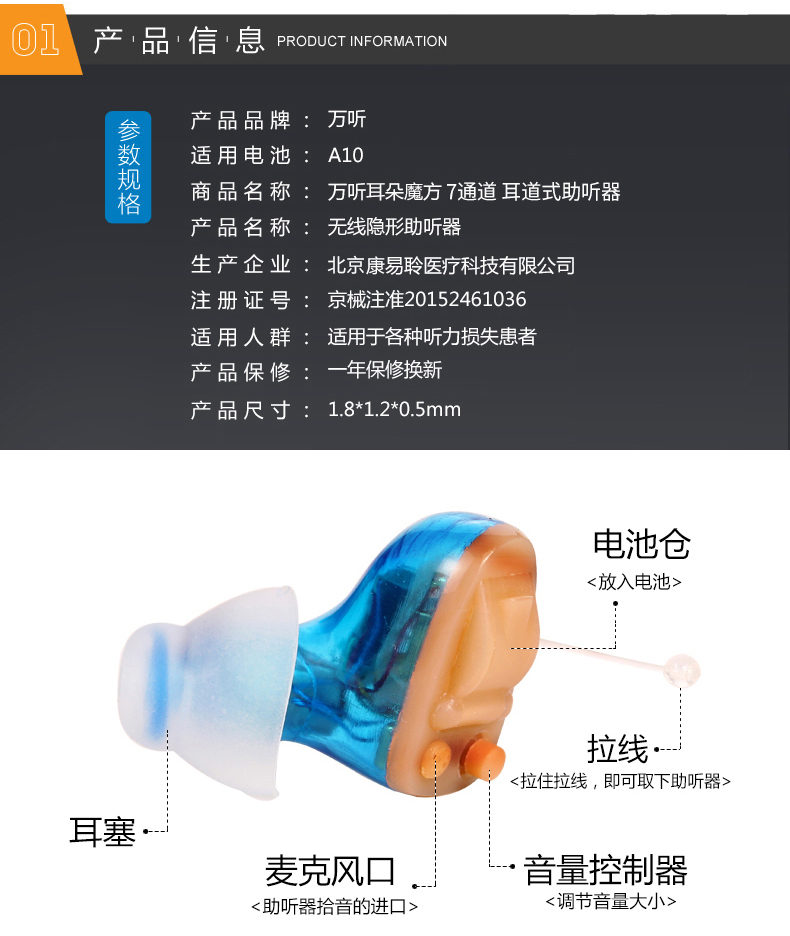 01 产品信息 PRODUCT INFORMATION
参数规格
产品品牌： 万听
适用电池： A10
商品名称： 万听耳朵魔方 7通道 耳道式助听器
产品名称： 无线隐形助听器
生产企业： 北京康易聆医疗科技有限公司
注册证号： 京械注准20152461036
适用人群： 适用于各种听力损失患者
产品保修： 一年保修换新
产品尺寸： 1.8*1.2*0.5mm
电池仓
<放入电池>
拉线
<拉住拉线，即可取下助听器>
耳塞
麦克风口
<助听器拾音的进口>
音量控制器
<调节音量大小>